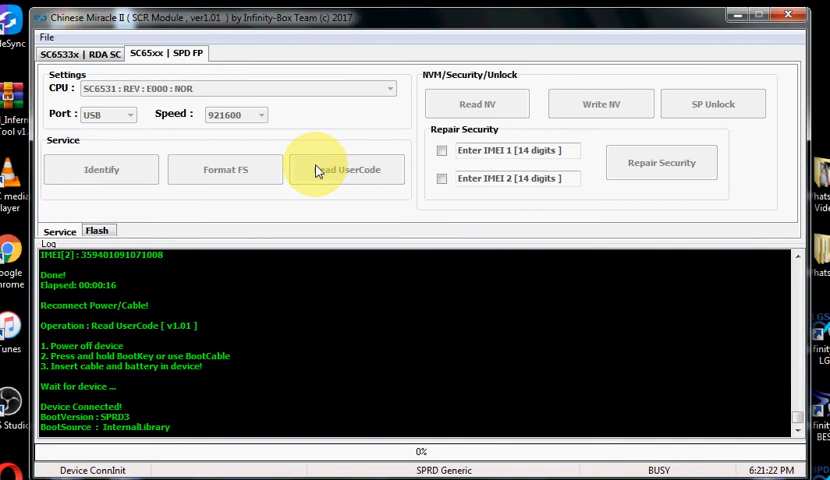 Chinese Miracle II ( SCR Module , ver1.01 ) by Infinity-Box Team (c) 2017
File
SC6533x | RDA SC
SC65xx | SPD FP
Settings
CPU : SC6531 : REV : E000 : NOR
Port : USB Speed : 921600
Service
Identify
Format FS
Read UserCode
NVM/Security/Unlock
Read NV
Write NV
SP Unlock
Repair Security
Enter IMEI 1 [14 digits ]
Enter IMEI 2 [14 digits ]
Repair Security
Service
Flash
Log
IMEI[2] : 359401091071008
Done!
Elapsed: 00:00:16
Reconnect Power/Cable!
Operation : Read UserCode [ v1.01 ]
1. Power off device
2. Press and hold BootKey or use BootCable
3. Insert cable and battery in device!
Wait for device ...
Device Connected!
BootVersion : SPRD3
BootSource : InternalLibrary
0%
Device ConnInit
SPRD Generic
BUSY
6:21:22 PM